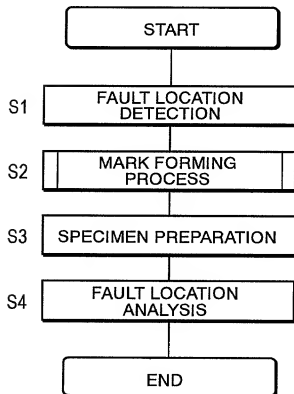 START
S1 FAULT LOCATION
DETECTION
S2 MARK FORMING
PROCESS
S3 SPECIMEN PREPARATION
S4 FAULT LOCATION
ANALYSIS
END